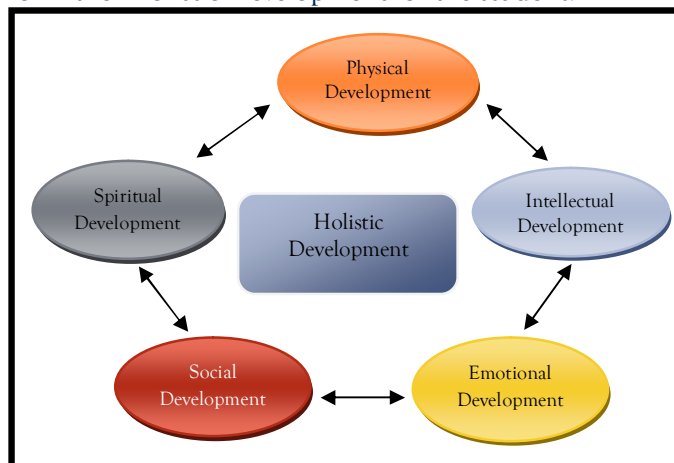 Physical
Development
Spiritual
Development
Holistic
Development
Intellectual
Development
Social
Development
Emotional
Development